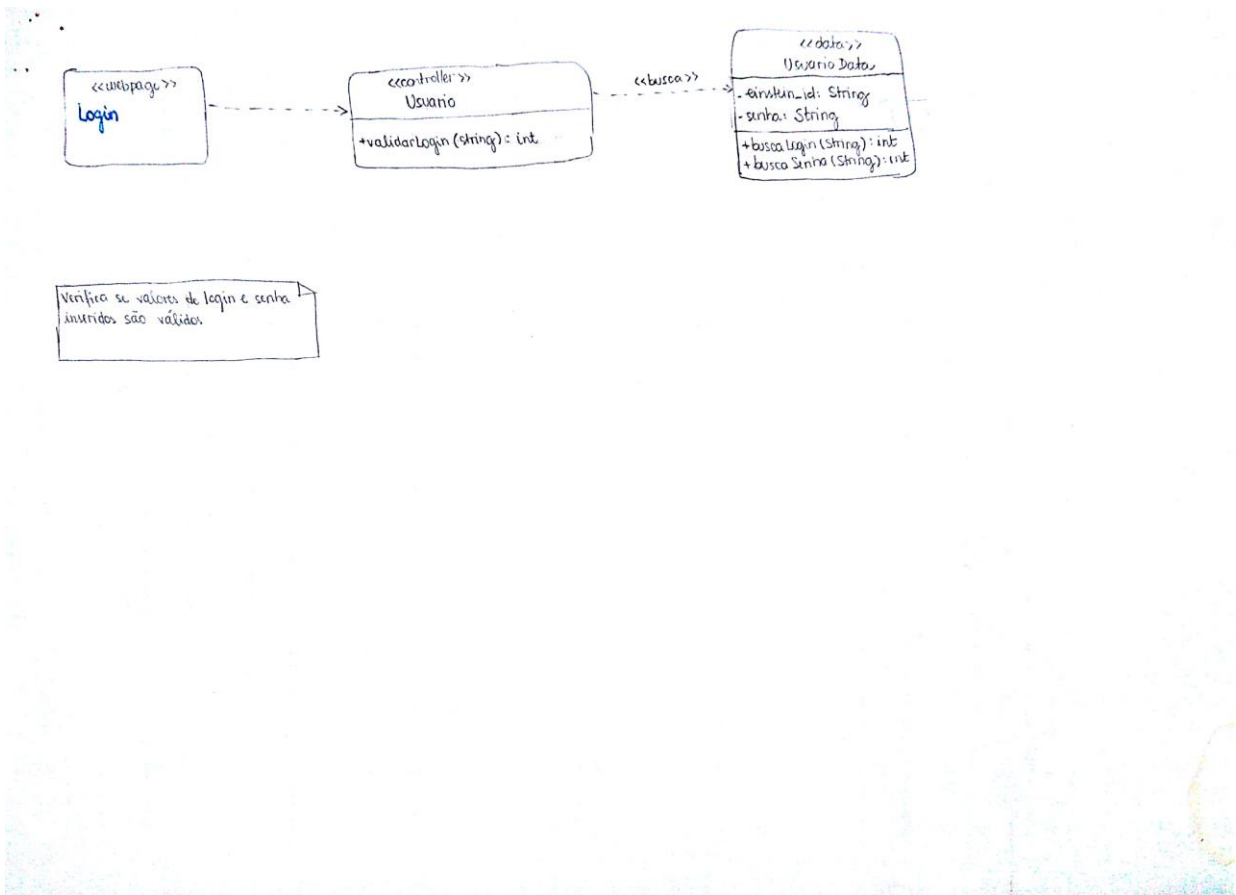 <<webpage>>
Login
<<controller>>
Usuario
+validarLogin (string): int
<<busca>>
<<data>>
Usuario Data
- einstein_id: String
- senha: String
+ busca Login (String): int
+ busca Senha (String): int
Verifica se valores de login e senha
inseridos são válidos